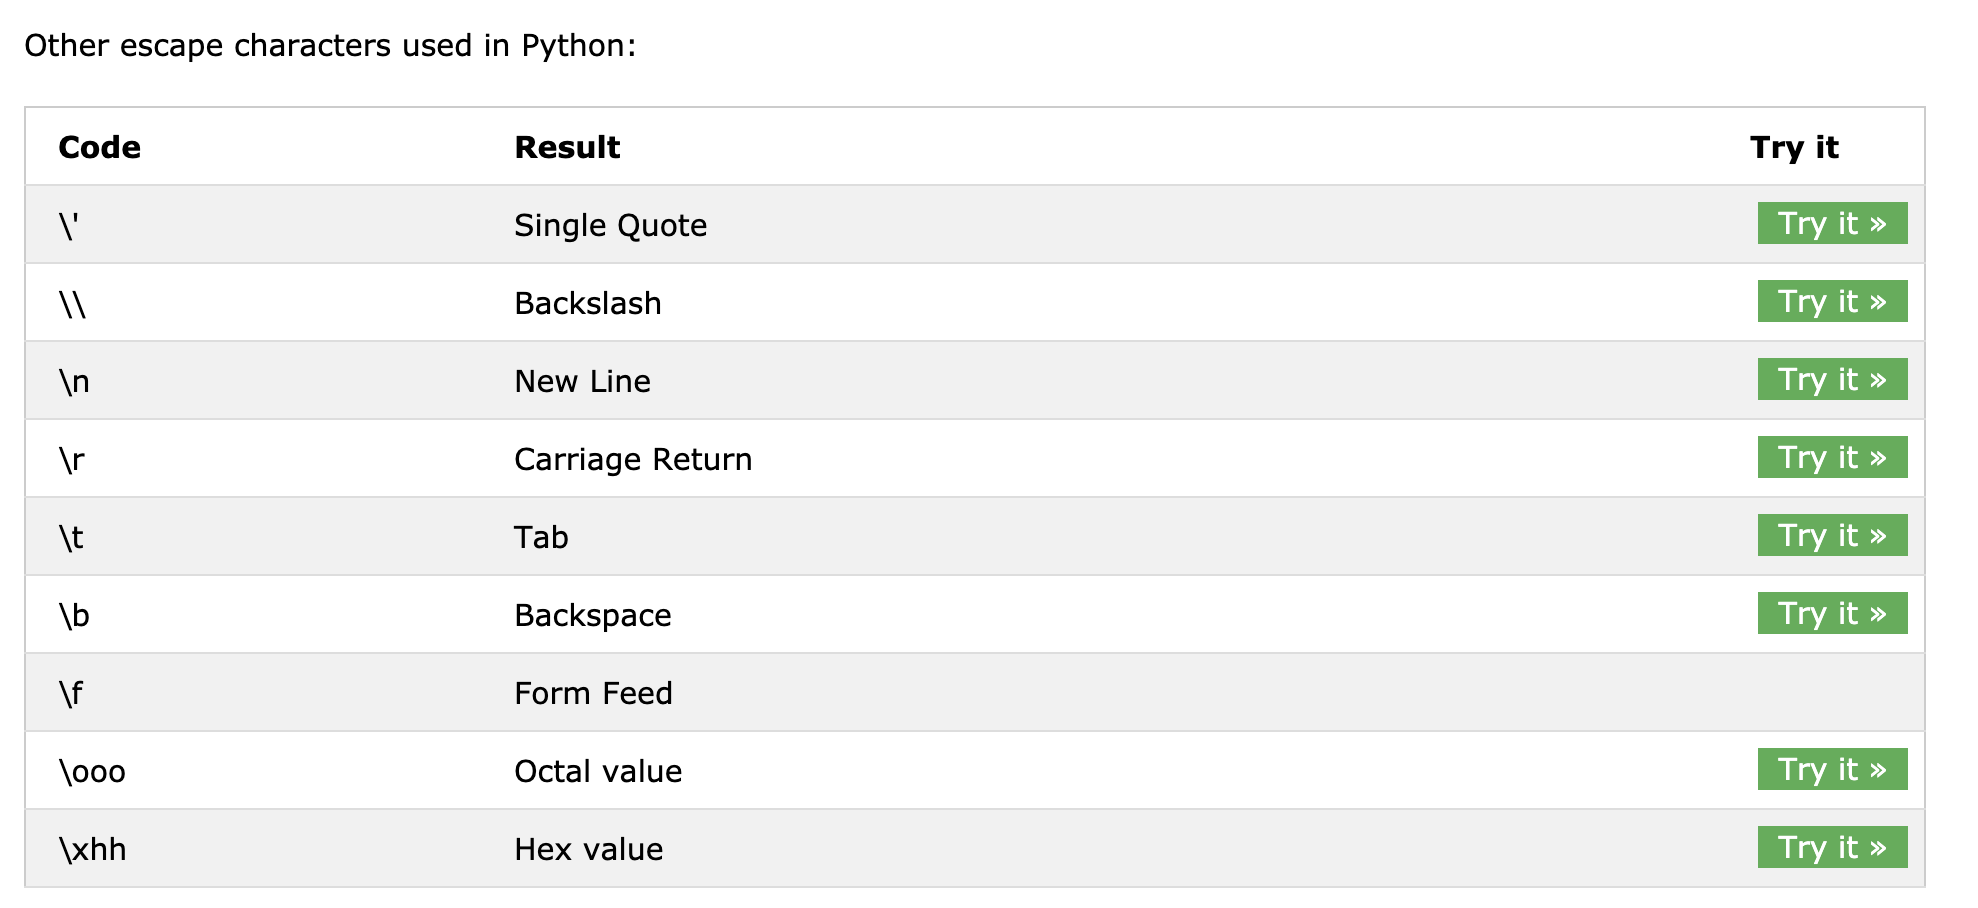 Other escape characters used in Python:
Code Result Try it
\' Single Quote Try it »
\\ Backslash Try it »
\n New Line Try it »
\r Carriage Return Try it »
\t Tab Try it »
\b Backspace Try it »
\f Form Feed
\ooo Octal value Try it »
\xhh Hex value Try it »